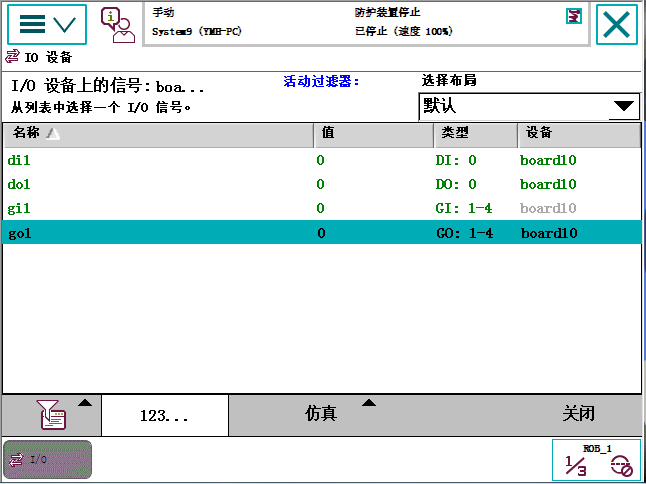 手动
防护装置停止
System9 (YMH-PC)
已停止 (速度 100%)
IO 设备
I/O 设备上的信号: boa...
活动过滤器:
选择布局
从列表中选择一个 I/O 信号。
默认
名称 值 类型 设备
di1 0 DI: 0 board10
do1 0 DO: 0 board10
gi1 0 GI: 1-4 board10
go1 0 GO: 1-4 board10
123... 仿真 关闭
I/O
ROB_1
1/3